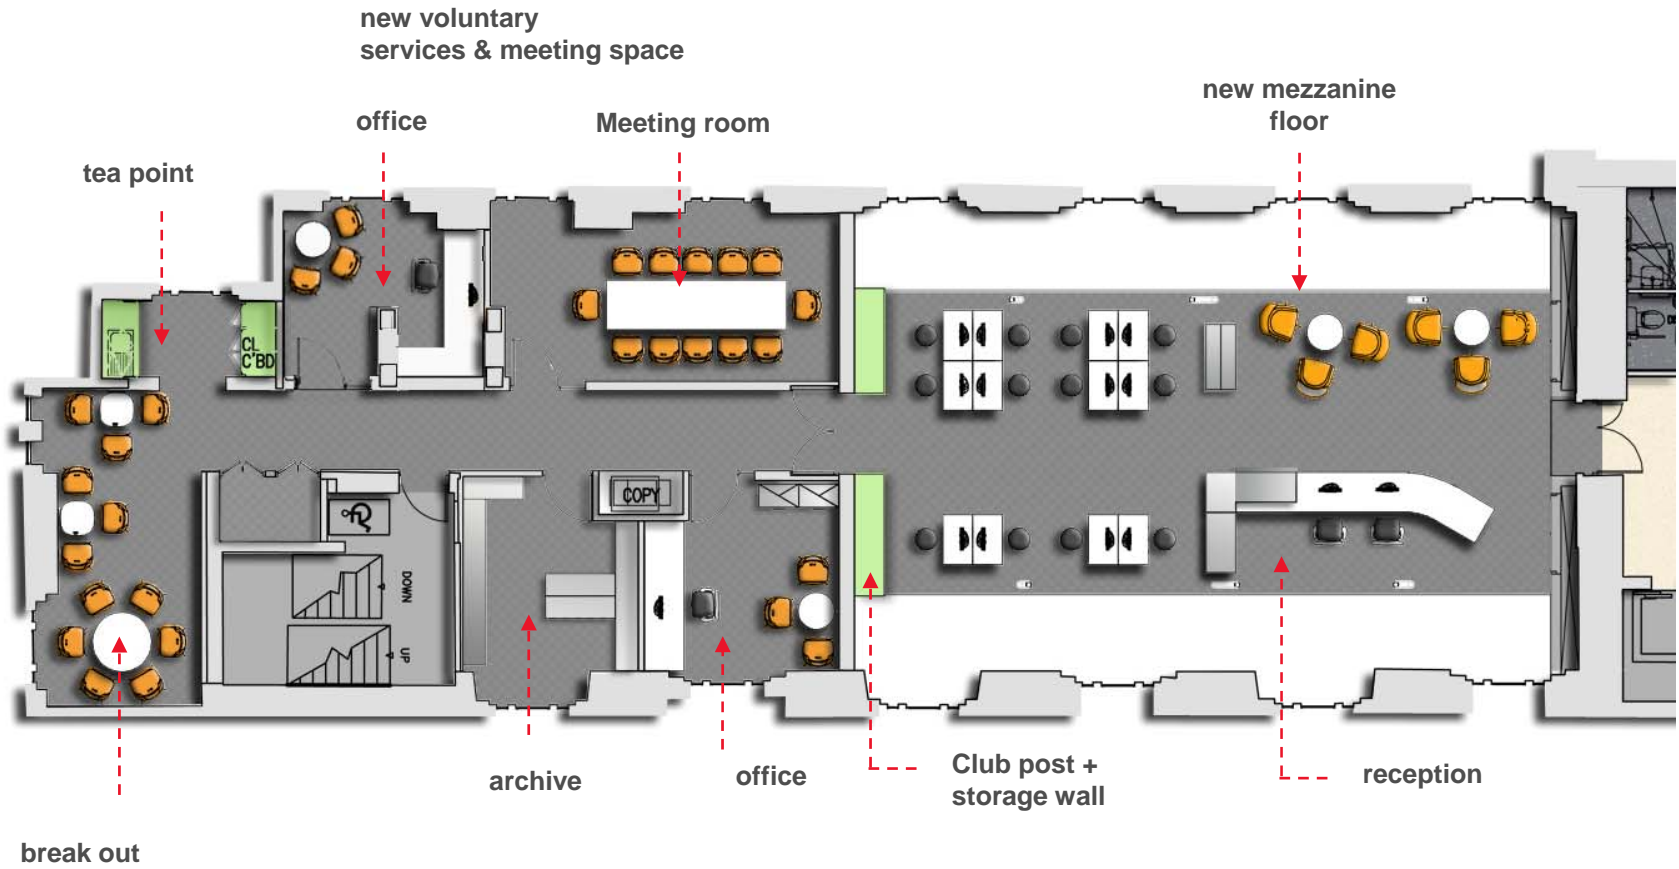 new voluntary
services & meeting space
new mezzanine
floor
office
Meeting room
tea point
CL
C'BD
COPY
DOWN
UP
Club post +
storage wall
reception
archive
office
break out